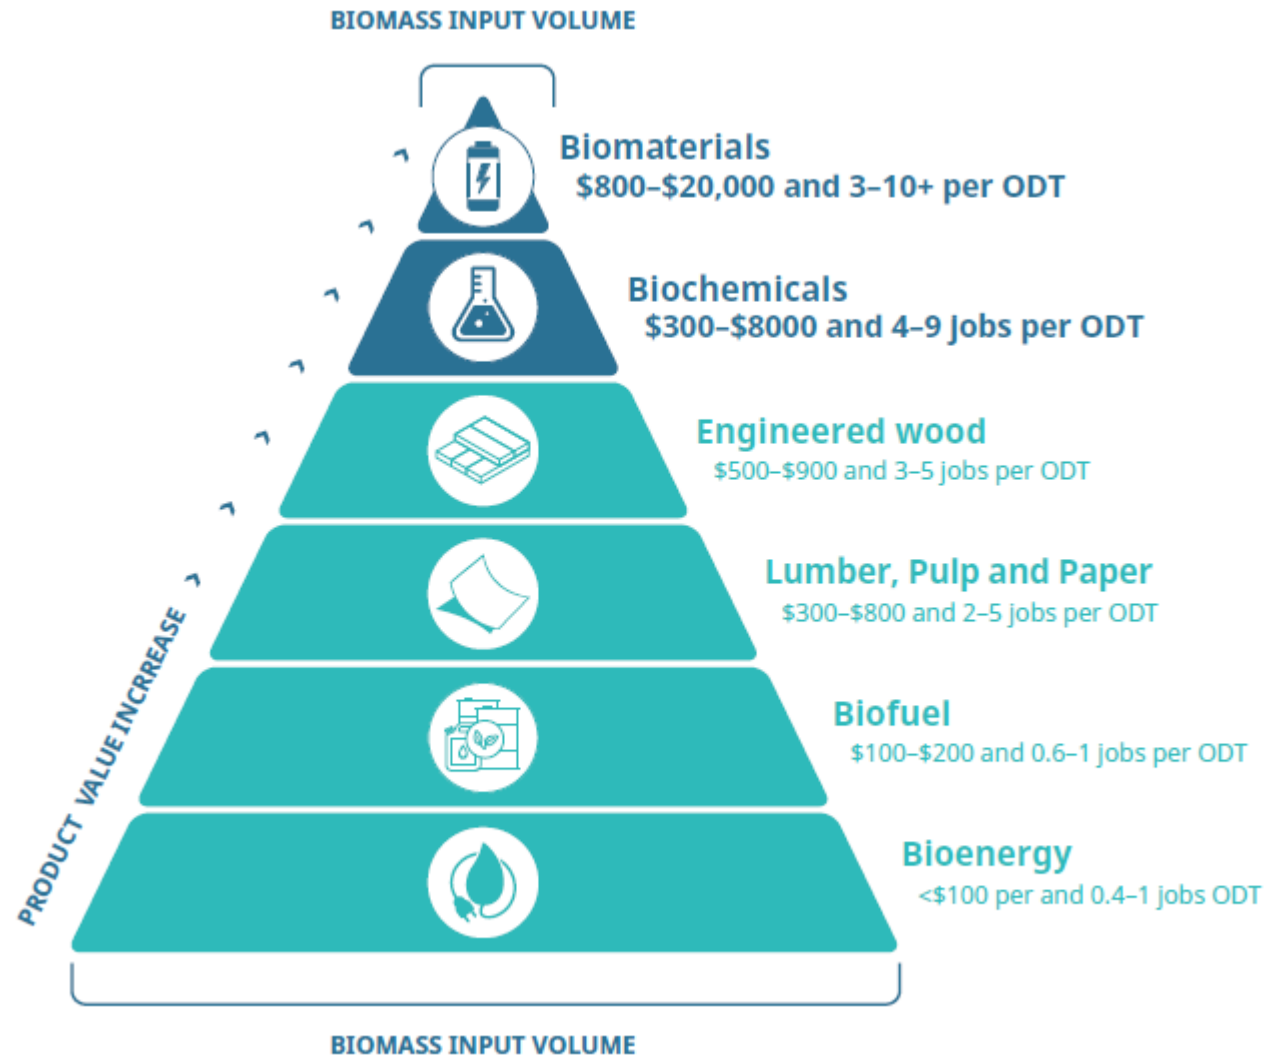 BIOMASS INPUT VOLUME
Biomaterials
$800–$20,000 and 3–10+ per ODT
Biochemicals
$300–$8000 and 4–9 Jobs per ODT
Engineered wood
$500–$900 and 3–5 jobs per ODT
Lumber, Pulp and Paper
$300–$800 and 2–5 jobs per ODT
Biofuel
$100–$200 and 0.6–1 jobs per ODT
Bioenergy
<$100 per and 0.4–1 jobs ODT
PRODUCT VALUE INCRREASE
BIOMASS INPUT VOLUME